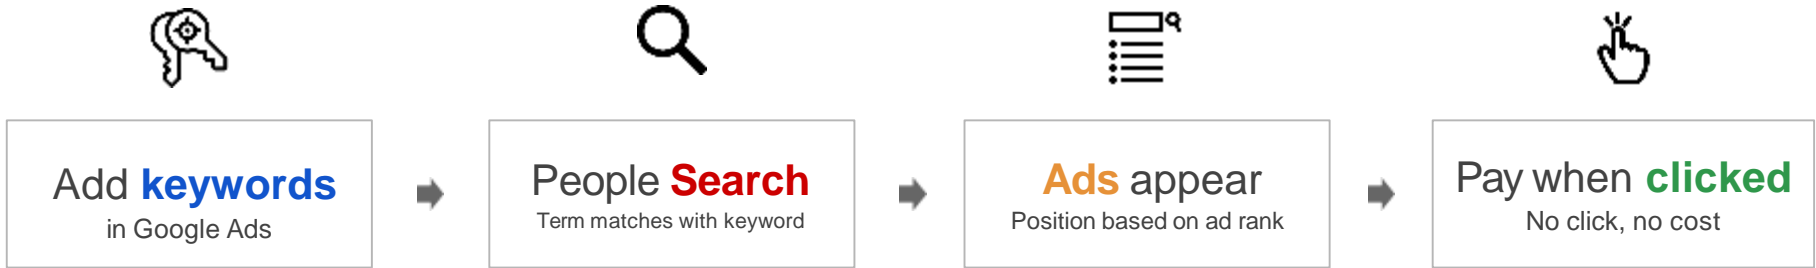 Add keywords
in Google Ads
People Search
Term matches with keyword
Ads appear
Position based on ad rank
Pay when clicked
No click, no cost